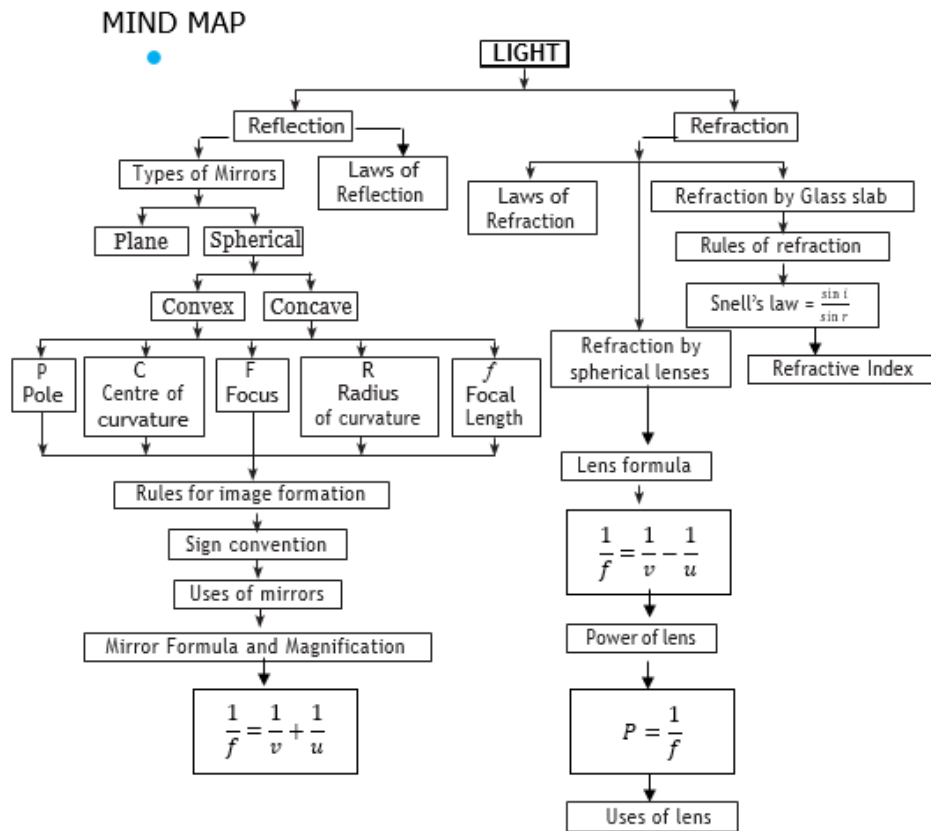 MIND MAP
LIGHT
Reflection
Refraction
Types of Mirrors
Laws of
Reflection
Laws of
Refraction
Refraction by Glass slab
Plane
Spherical
Rules of refraction
Convex
Concave
Snell's law = sin i / sin r
Refractive Index
P
Pole
C
Centre of
curvature
F
Focus
R
Radius
of curvature
f
Focal
Length
Refraction by
spherical lenses
Rules for image formation
Lens formula
Sign convention
1/f = 1/v − 1/u
Uses of mirrors
Mirror Formula and Magnification
Power of lens
1/f = 1/v + 1/u
P = 1/f
Uses of lens